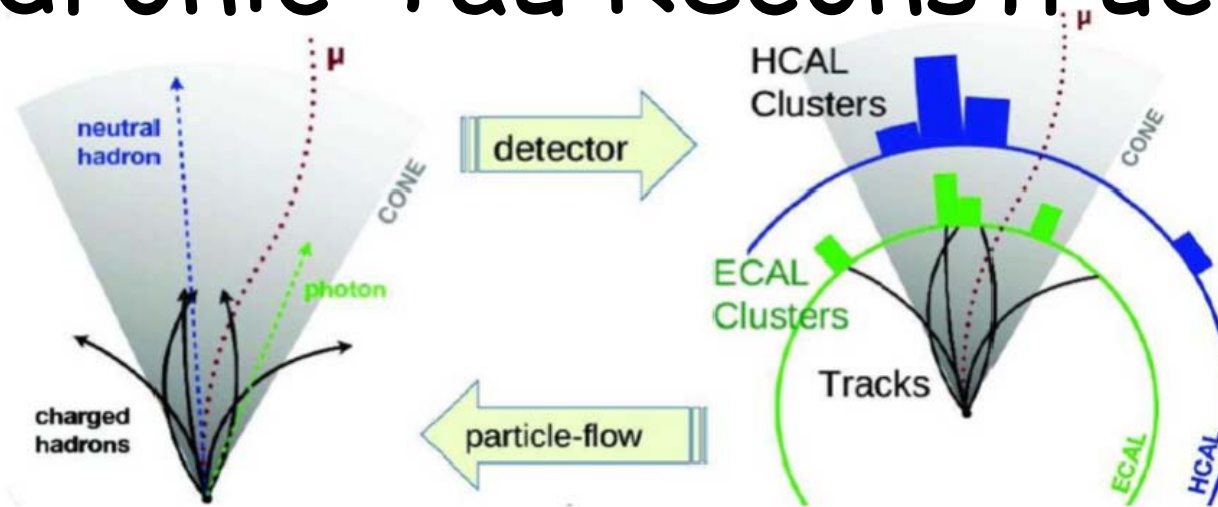 μ
neutral
hadron
CONE
photon
charged
hadrons
detector
particle-flow
μ
HCAL
Clusters
CONE
ECAL
Clusters
Tracks
ECAL
HCAL